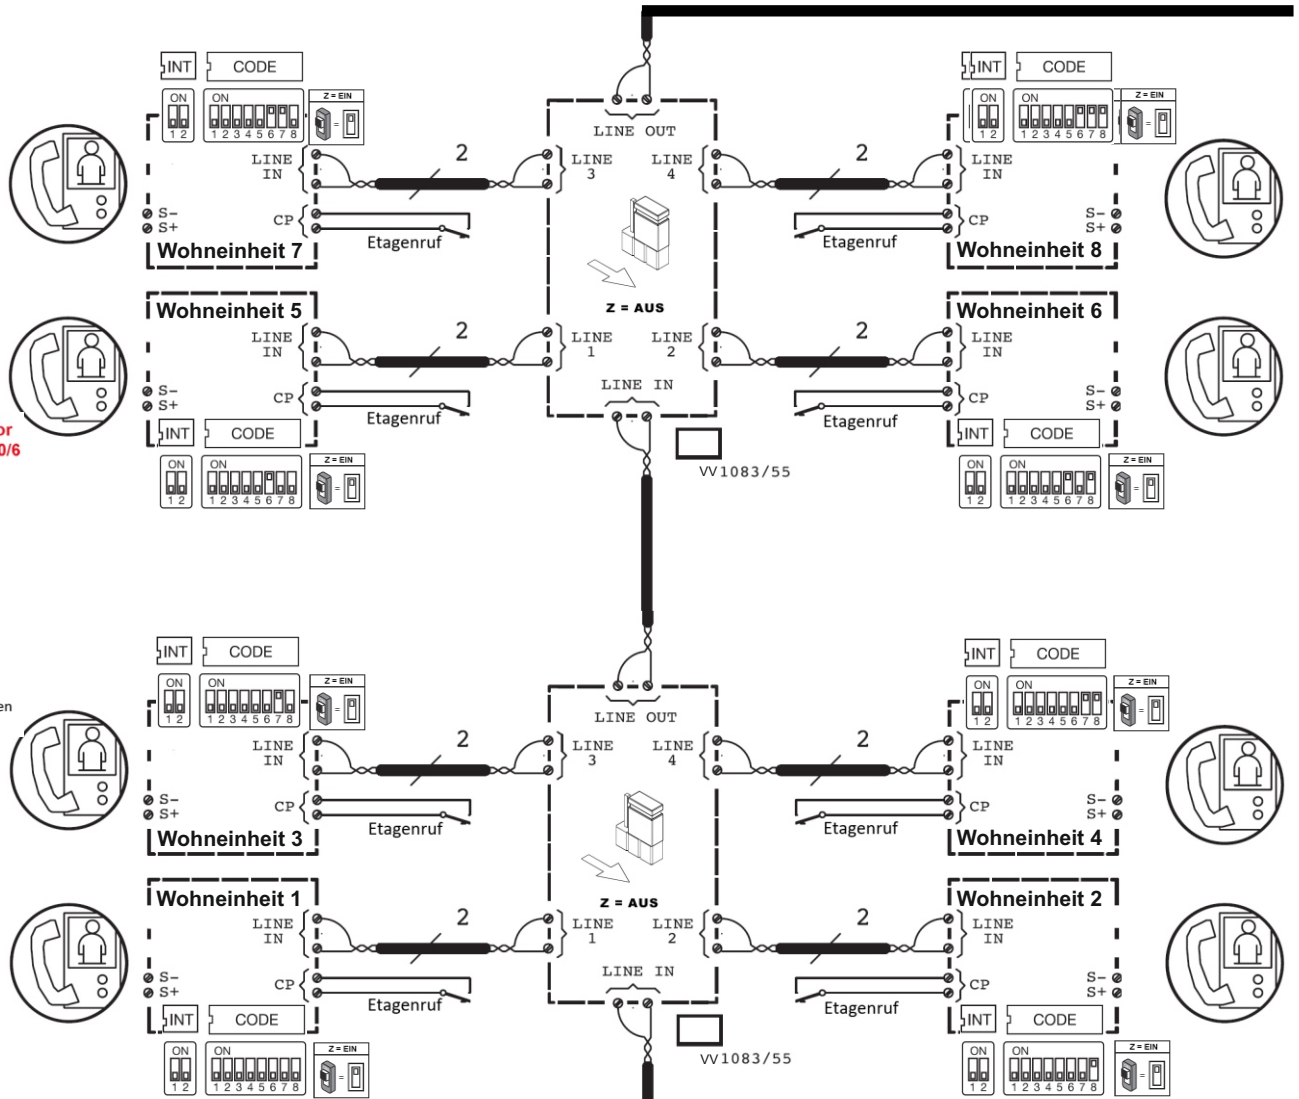 INT CODE
INT CODE
ON ON Z = EIN
ON ON Z = EIN
1 2 1 2 3 4 5 6 7 8 =
1 2 1 2 3 4 5 6 7 8 =
LINE OUT
LINE IN 2 LINE 3 LINE 4 2 LINE IN
S- CP CP S-
S+ Etagenruf Etagenruf S+
Wohneinheit 7 Wohneinheit 8
Z = AUS
Wohneinheit 5 Wohneinheit 6
LINE IN 2 LINE 1 LINE 2 2 LINE IN
LINE IN
S- CP CP S-
S+ Etagenruf Etagenruf S+
or
0/6
INT CODE
INT CODE
ON ON Z = EIN
ON ON Z = EIN
1 2 1 2 3 4 5 6 7 8 =
1 2 1 2 3 4 5 6 7 8 =
VV1083/55
INT CODE
INT CODE
ON ON Z = EIN
ON ON Z = EIN
1 2 1 2 3 4 5 6 7 8 =
1 2 1 2 3 4 5 6 7 8 =
en
LINE OUT
LINE IN 2 LINE 3 LINE 4 2 LINE IN
S- CP CP S-
S+ Etagenruf Etagenruf S+
Wohneinheit 3 Wohneinheit 4
Z = AUS
Wohneinheit 1 Wohneinheit 2
LINE IN 2 LINE 1 LINE 2 2 LINE IN
LINE IN
S- CP CP S-
S+ Etagenruf Etagenruf S+
INT CODE
INT CODE
ON ON Z = EIN
ON ON Z = EIN
1 2 1 2 3 4 5 6 7 8 =
1 2 1 2 3 4 5 6 7 8 =
VV1083/55